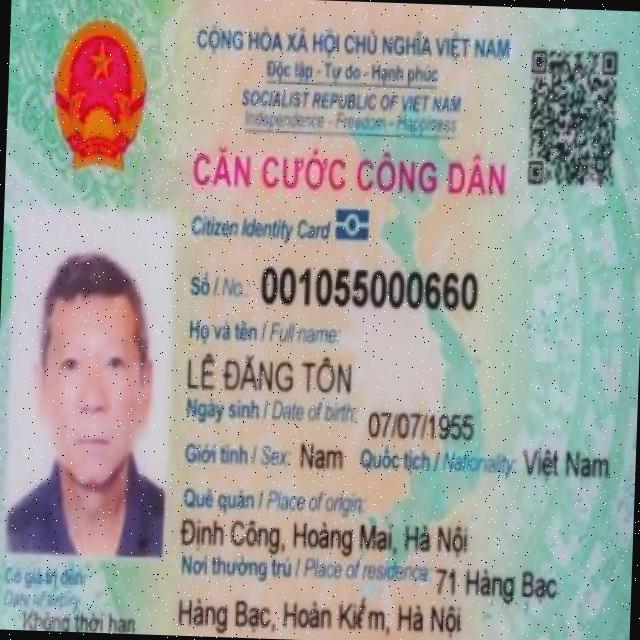 CỘNG HÒA XÃ HỘI CHỦ NGHĨA VIỆT NAM
Độc lập - Tự do - Hạnh phúc
SOCIALIST REPUBLIC OF VIET NAM
Independence - Freedom - Happiness
CĂN CƯỚC CÔNG DÂN
Citizen Identity Card
Số / No.: 001055000660
Họ và tên / Full name:
LÊ ĐĂNG TÔN
Ngày sinh / Date of birth: 07/07/1955
Giới tính / Sex: Nam Quốc tịch / Nationality: Việt Nam
Quê quán / Place of origin:
Định Công, Hoàng Mai, Hà Nội
Nơi thường trú / Place of residence: 71 Hàng Bạc
Hàng Bạc, Hoàn Kiếm, Hà Nội
Có giá trị đến:
Date of expiry
Không thời hạn